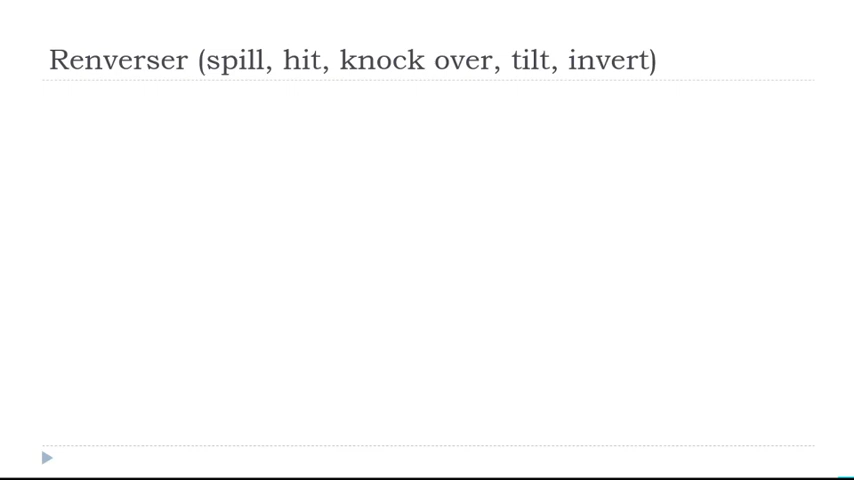 Renverser (spill, hit, knock over, tilt, invert)